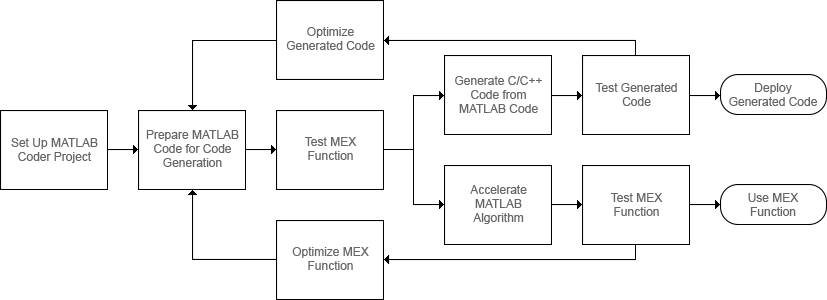 Optimize
Generated Code
Generate C/C++
Code from
MATLAB Code
Test Generated
Code
Deploy
Generated Code
Set Up MATLAB
Coder Project
Prepare MATLAB
Code for Code
Generation
Test MEX
Function
Accelerate
MATLAB
Algorithm
Test MEX
Function
Use MEX
Function
Optimize MEX
Function